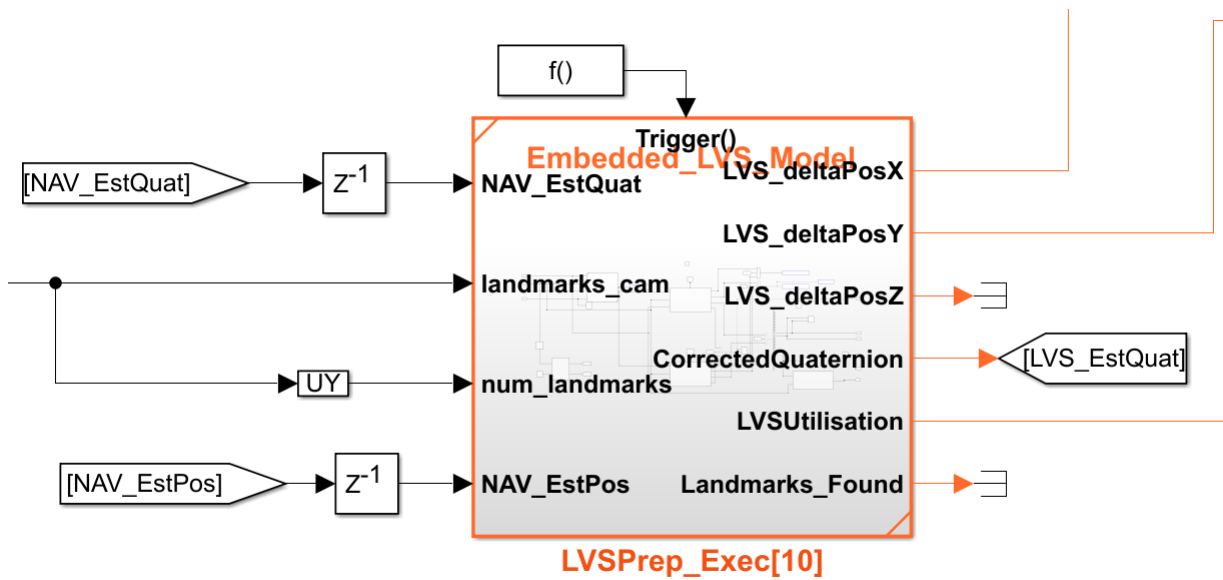 f()
Trigger()
Embedded_LVS_Model
[NAV_EstQuat]
Z-1
NAV_EstQuat
LVS_deltaPosX
LVS_deltaPosY
landmarks_cam
LVS_deltaPosZ
CorrectedQuaternion
[LVS_EstQuat]
UY
num_landmarks
LVSUtilisation
[NAV_EstPos]
Z-1
NAV_EstPos
Landmarks_Found
LVSPrep_Exec[10]